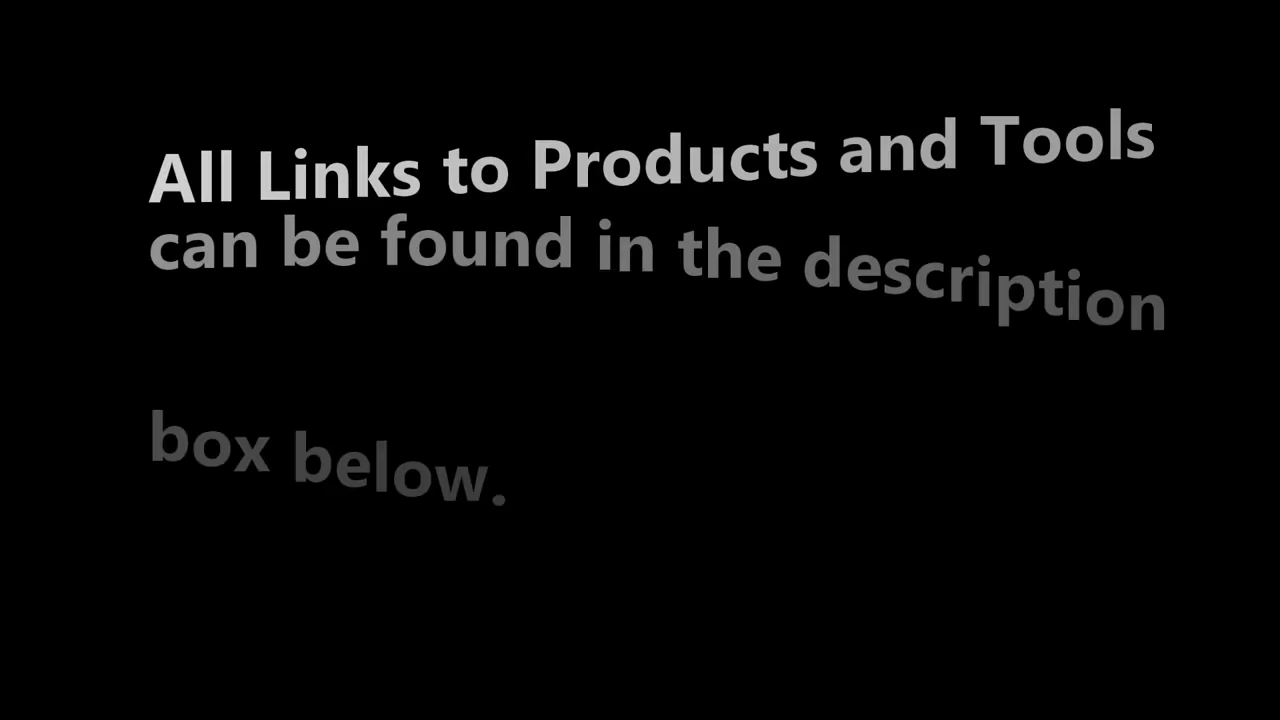 All Links to Products and Tools
can be found in the description
box below.